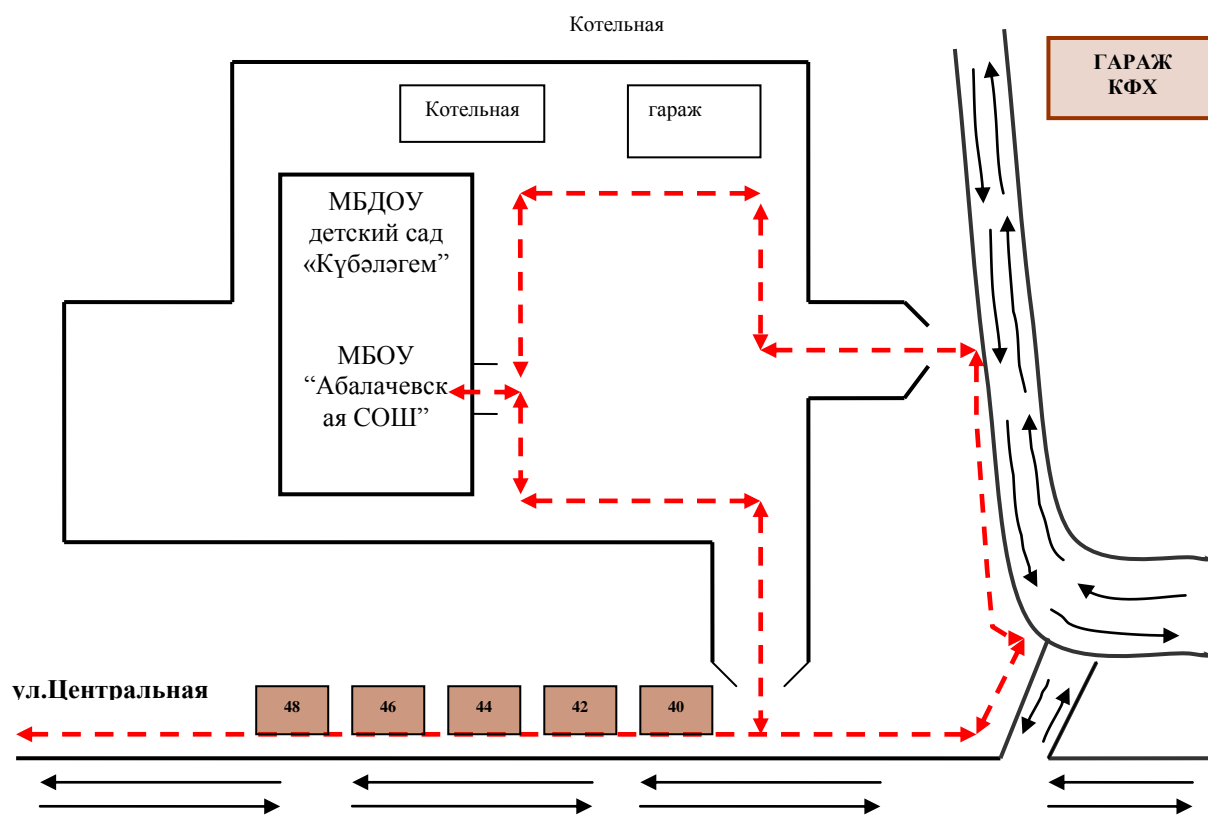 Котельная
ГАРАЖ
КФХ
Котельная
гараж
МБДОУ
детский сад
«Күбәләгем”
МБОУ
“Абалачевск
ая СОШ”
ул.Центральная
48
46
44
42
40